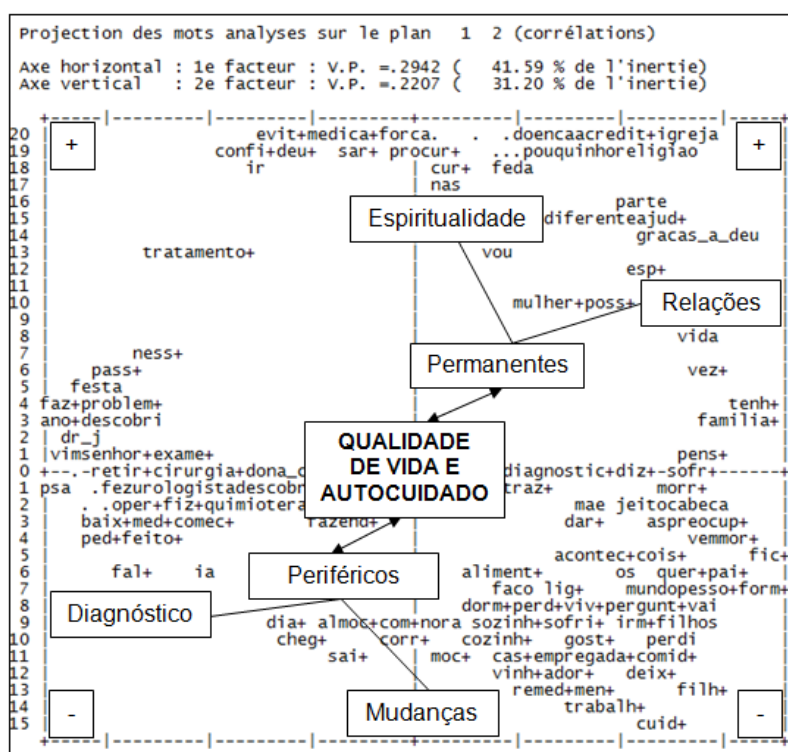 Projection des mots analyses sur le plan 1 2 (corrélations)
Axe horizontal : 1e facteur : V.P. =.2942 ( 41.59 % de l'inertie)
Axe vertical : 2e facteur : V.P. =.2207 ( 31.20 % de l'inertie)
+-----|---------|---------|---------+---------|---------|---------|-----+
20 | evit+medica+forca. . .doencaacredit+igreja
19 | + confi+deu+ sar+ procur+ ...pouquinhoreligiao +
18 | ir | cur+ feda
17 | nas
16 | parte
15 Espiritualidade diferenteajud+
14 | gracas_a_deu
13 | tratamento+ vou
12 | esp+
11 |
10 | mulher+poss+ Relações
9 |
8 | vida
7 | ness+
6 | pass+ Permanentes vez+
5 | festa
4 faz+problem+ tenh+
3 ano+descobri familia+
2 | dr_j QUALIDADE
1 |vimsenhor+exame+ DE VIDA E pens+
0 +--.-retir+cirurgia+dona_c AUTOCUIDADO diagnostic+diz+-sofr+------+
1 psa .fezurologistadescobr traz+ morr+
2 | . .oper+fiz+quimiotera mae jeitocabeca
3 | baix+med+comec+ fazend+ dar+ aspreocup+
4 | ped+feito+ vemmor+
5 | acontec+cois+ fic+
6 | fal+ ia Periféricos aliment+ os quer+pai+
7 | faco lig+ mundopesso+form+
8 Diagnóstico dorm+perd+viv+pergunt+vai
9 dia+ almoc+com+nora sozinh+sofri+ irm+filhos
10 | cheg+ corr+ cozinh+ gost+ perdi
11 | sai+ | moc+ cas+empregada+comid+
12 | vinh+ador+ deix+
13 | - remed+men+ filh+ -
14 | Mudanças trabalh+
15 | cuid+
+-----|---------|---------|---------+---------|---------|---------|-----+